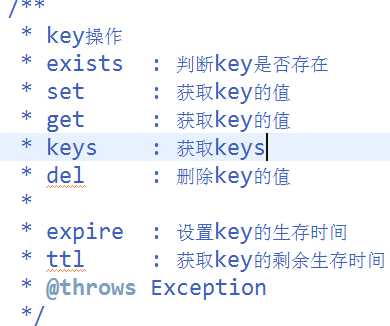 /**
* key操作
* exists : 判断key是否存在
* set : 获取key的值
* get : 获取key的值
* keys : 获取keys
* del : 删除key的值
*
* expire : 设置key的生存时间
* ttl : 获取key的剩余生存时间
* @throws Exception
*/